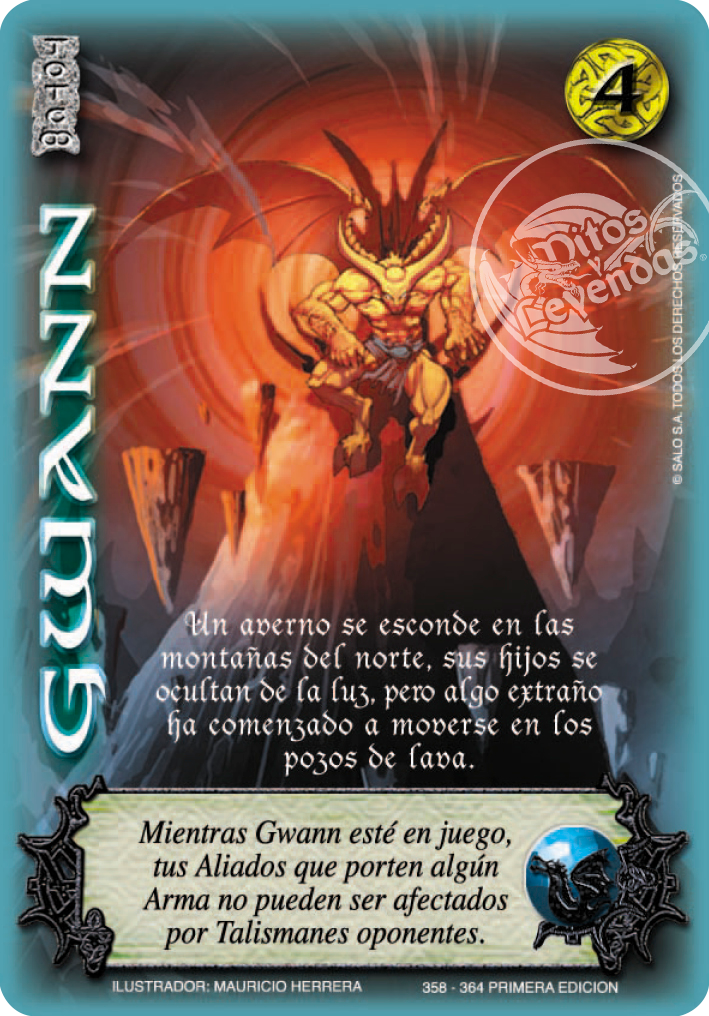 4
GWANN
Mitos
y
Leyendas
©
© SALO S.A. TODOS LOS DERECHOS RESERVADOS
Un averno se esconde en las
montañas del norte, sus hijos se
ocultan de la luz, pero algo extraño
ha comenzado a moverse en los
pozos de lava.
Mientras Gwann esté en juego,
tus Aliados que porten algún
Arma no pueden ser afectados
por Talismanes oponentes.
ILUSTRADOR: MAURICIO HERRERA
358 - 364 PRIMERA EDICION